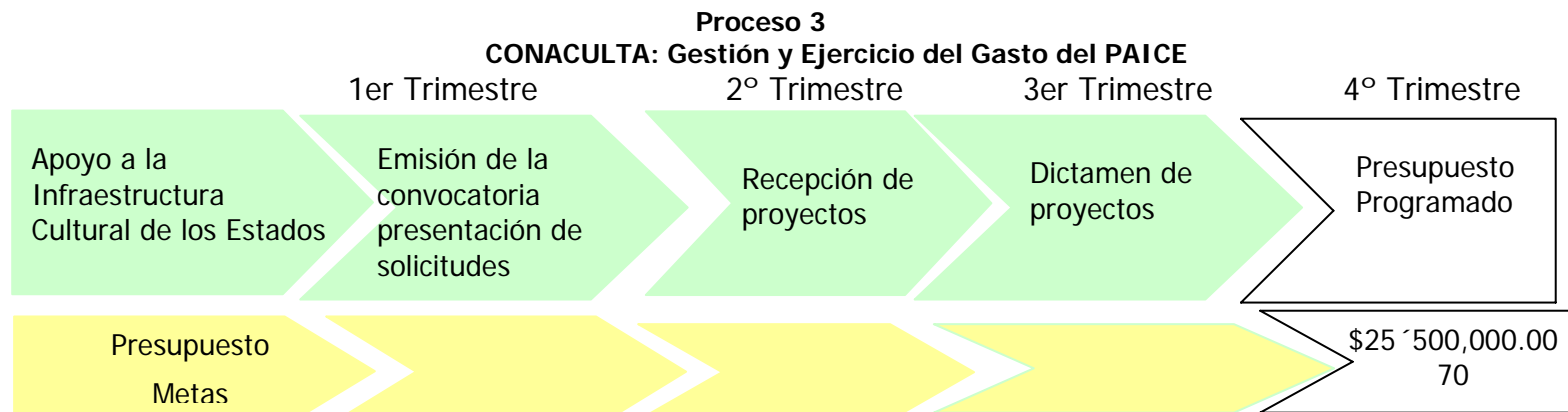 Proceso 3
CONACULTA: Gestión y Ejercicio del Gasto del PAICE
1er Trimestre
2º Trimestre
3er Trimestre
4º Trimestre
Apoyo a la
Infraestructura
Cultural de los Estados
Emisión de la
convocatoria
presentación de
solicitudes
Recepción de
proyectos
Dictamen de
proyectos
Presupuesto
Programado
Presupuesto
Metas
$25´500,000.00
70